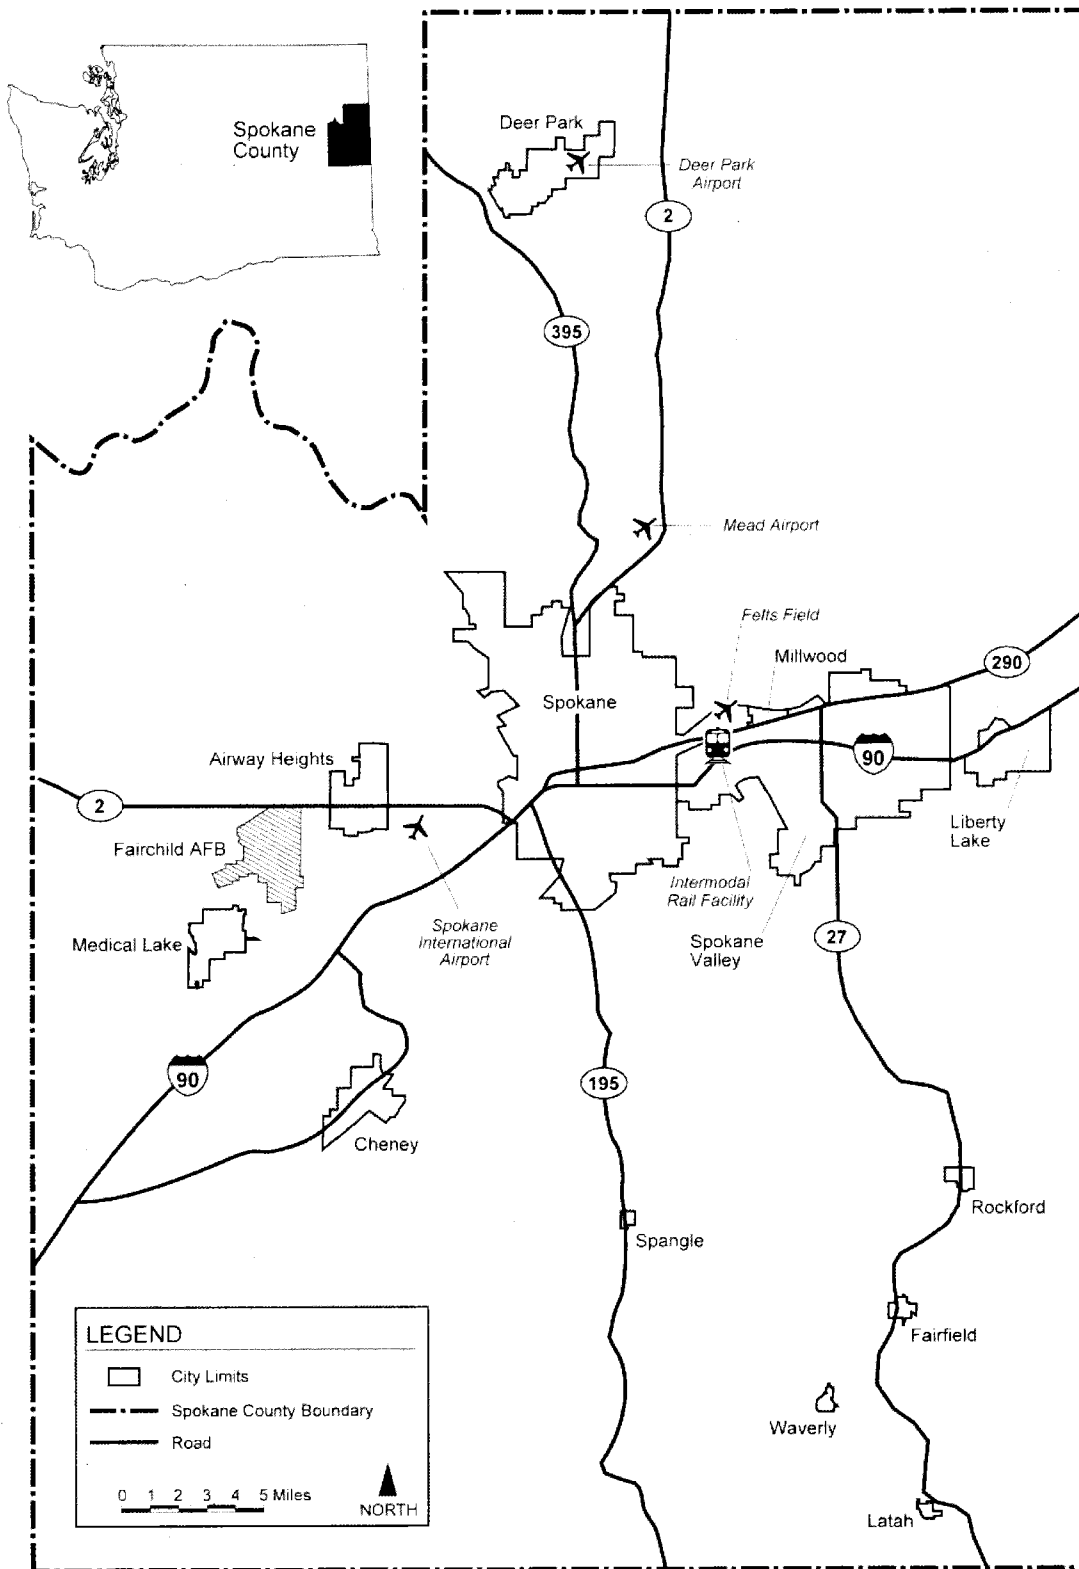 Spokane
County
Deer Park
Deer Park
Airport
2
395
Mead Airport
Felts Field
Millwood
290
Spokane
Airway Heights
90
2
Fairchild AFB
Liberty
Lake
Intermodal
Rail Facility
Spokane
International
Airport
Spokane
Valley
27
Medical Lake
90
195
Cheney
Rockford
Spangle
Fairfield
Waverly
Latah
LEGEND
City Limits
Spokane County Boundary
Road
0 1 2 3 4 5 Miles
NORTH